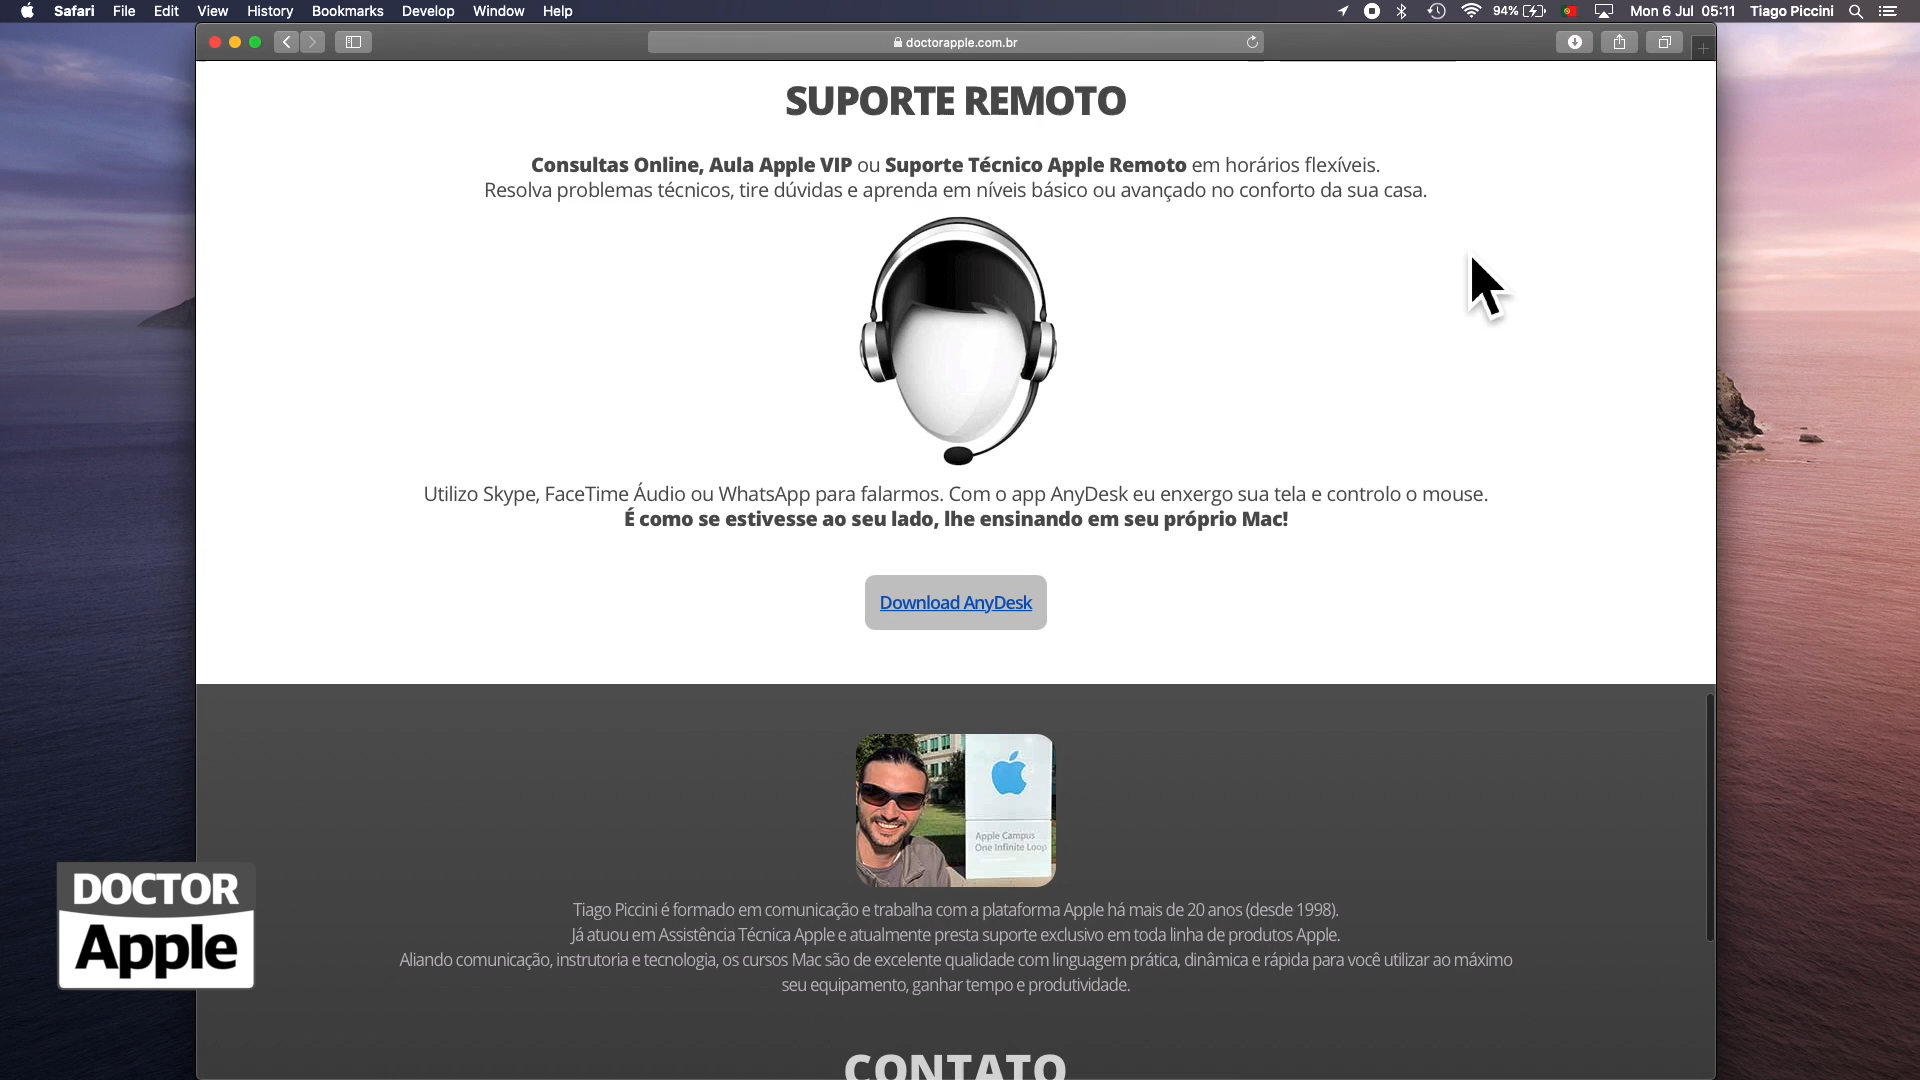 Safari File Edit View History Bookmarks Develop Window Help 94% Mon 6 Jul 05:11 Tiago Piccini
doctorapple.com.br
SUPORTE REMOTO
Consultas Online, Aula Apple VIP ou Suporte Técnico Apple Remoto em horários flexíveis.
Resolva problemas técnicos, tire dúvidas e aprenda em níveis básico ou avançado no conforto da sua casa.
Utilizo Skype, FaceTime Áudio ou WhatsApp para falarmos. Com o app AnyDesk eu enxergo sua tela e controlo o mouse.
É como se estivesse ao seu lado, lhe ensinando em seu próprio Mac!
Download AnyDesk
Apple Campus
One Infinite Loop
Tiago Piccini é formado em comunicação e trabalha com a plataforma Apple há mais de 20 anos (desde 1998).
Já atuou em Assistência Técnica Apple e atualmente presta suporte exclusivo em toda linha de produtos Apple.
Aliando comunicação, instrutoria e tecnologia, os cursos Mac são de excelente qualidade com linguagem prática, dinâmica e rápida para você utilizar ao máximo
seu equipamento, ganhar tempo e produtividade.
DOCTOR
Apple
CONTATO